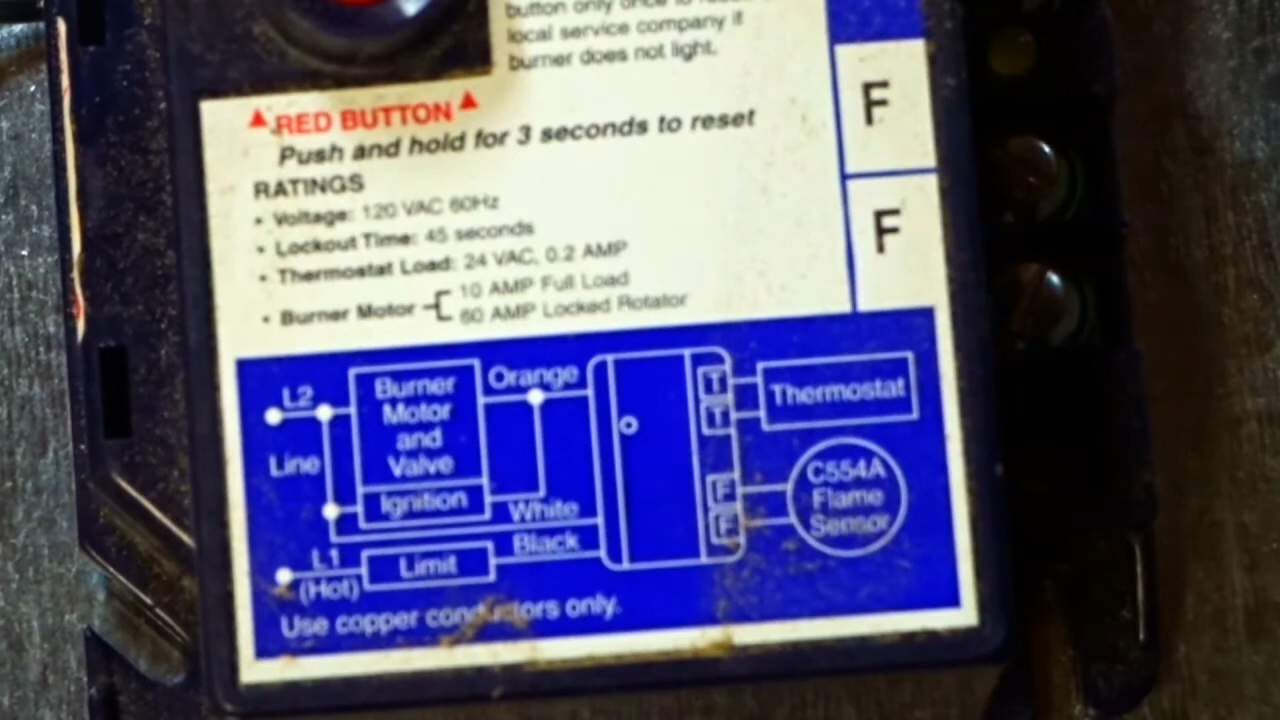 button only once to
local service company if
burner does not light.
RED BUTTON
Push and hold for 3 seconds to reset
RATINGS
• Voltage: 120 VAC 60Hz
• Lockout Time: 45 seconds
• Thermostat Load: 24 VAC, 0.2 AMP
• Burner Motor
10 AMP Full Load
60 AMP Locked Rotator
F
F
L2
Line
L1
(Hot)
Burner
Motor
and
Valve
Ignition
Limit
Orange
White
Black
T
T
F
F
Thermostat
C554A
Flame
Sensor
Use copper conductors only.